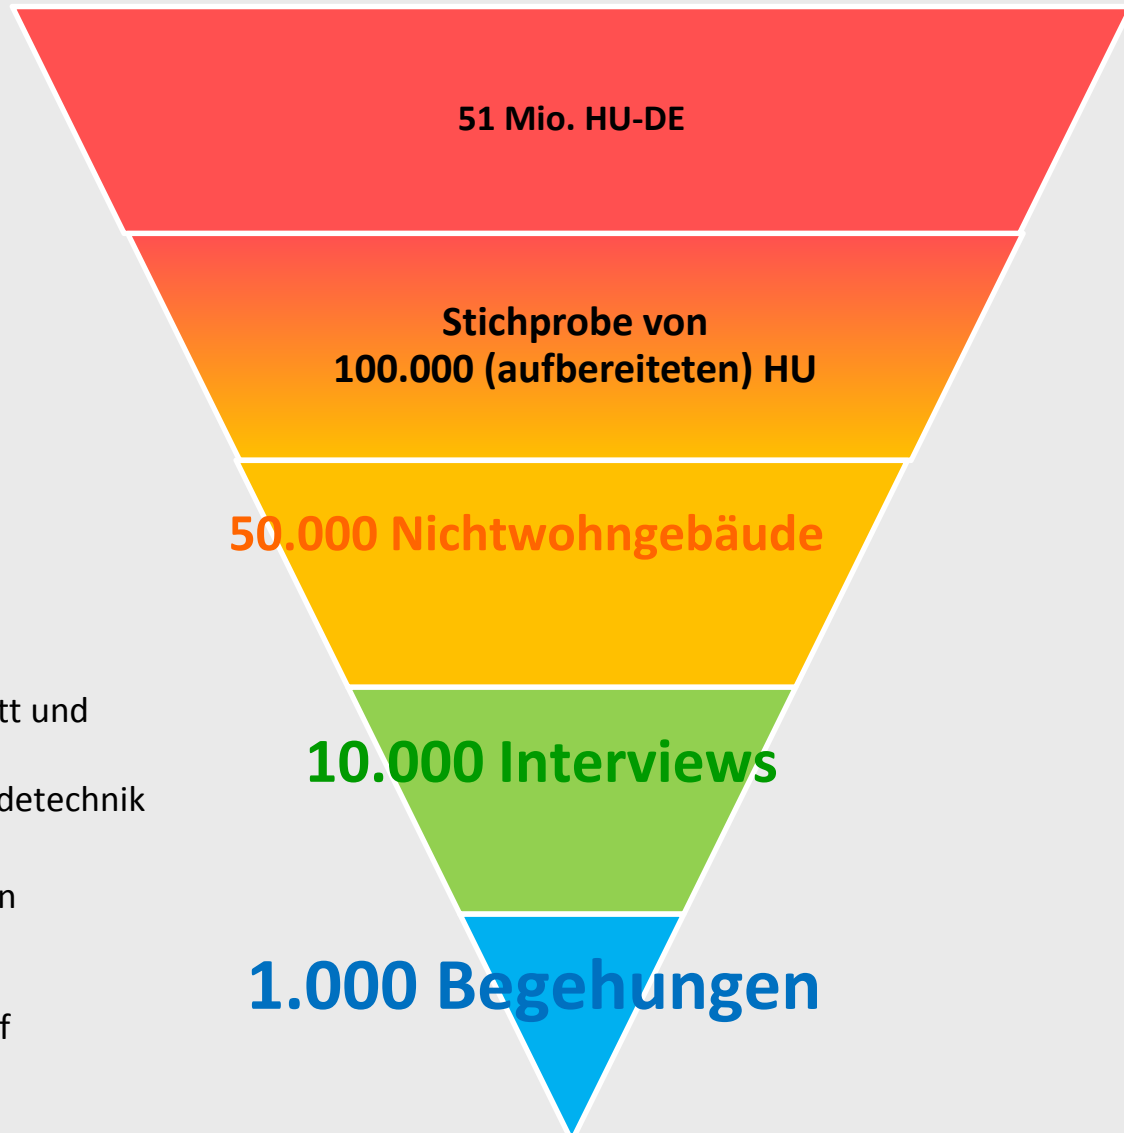 51 Mio. HU-DE
Stichprobe von
100.000 (aufbereiteten) HU
50.000 Nichtwohngebäude
tt und
10.000 Interviews
detechnik
n
1.000 Begehungen
f